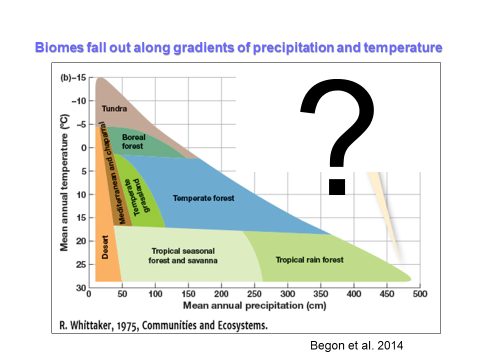 Biomes fall out along gradients of precipitation and temperature
(b)
–15
–10
–5
0
5
10
15
20
25
30
Mean annual temperature (°C)
Tundra
Boreal
forest
Mediterranean and chaparral
Temperate
grassland
Temperate forest
Desert
Tropical seasonal
forest and savanna
Tropical rain forest
?
0 50 100 150 200 250 300 350 400 450 500
Mean annual precipitation (cm)
R. Whittaker, 1975, Communities and Ecosystems.
Begon et al. 2014